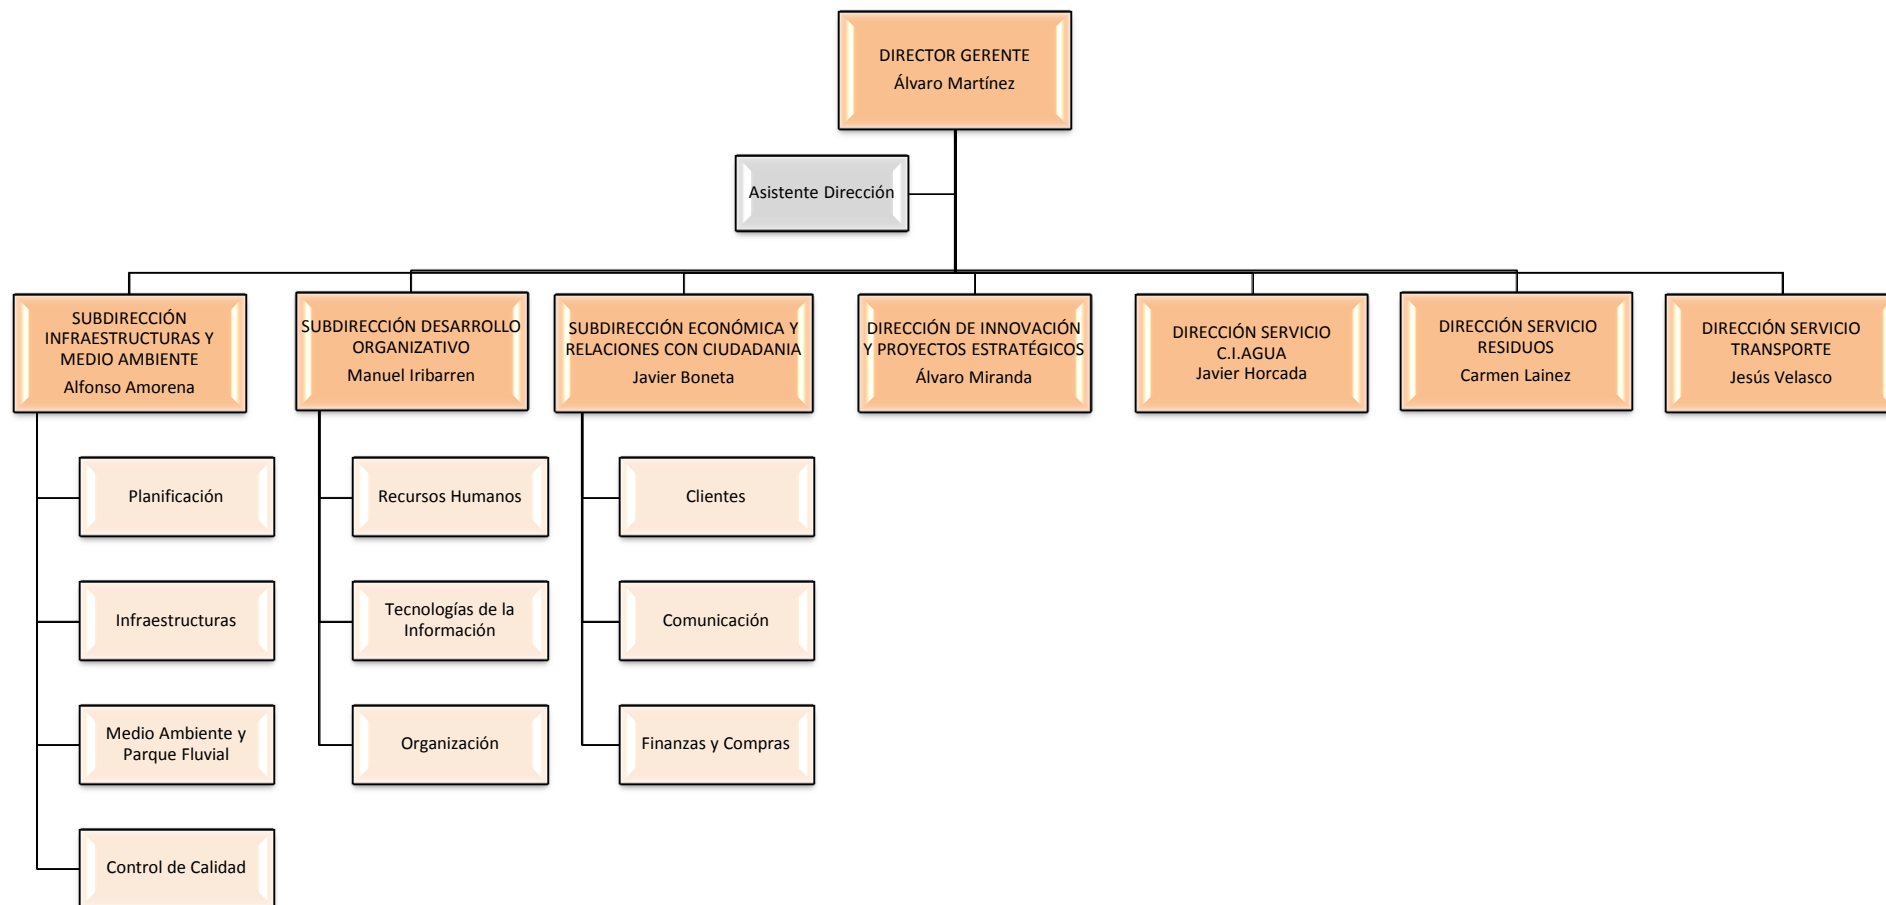 DIRECTOR GERENTE
Álvaro Martínez
Asistente Dirección
SUBDIRECCIÓN
INFRAESTRUCTURAS Y
MEDIO AMBIENTE
Alfonso Amorena
SUBDIRECCIÓN DESARROLLO
ORGANIZATIVO
Manuel Iribarren
SUBDIRECCIÓN ECONÓMICA Y
RELACIONES CON CIUDADANIA
Javier Boneta
DIRECCIÓN DE INNOVACIÓN
Y PROYECTOS ESTRATÉGICOS
Álvaro Miranda
DIRECCIÓN SERVICIO
C.I.AGUA
Javier Horcada
DIRECCIÓN SERVICIO
RESIDUOS
Carmen Lainez
DIRECCIÓN SERVICIO
TRANSPORTE
Jesús Velasco
Planificación
Infraestructuras
Medio Ambiente y
Parque Fluvial
Control de Calidad
Recursos Humanos
Tecnologías de la
Información
Organización
Clientes
Comunicación
Finanzas y Compras